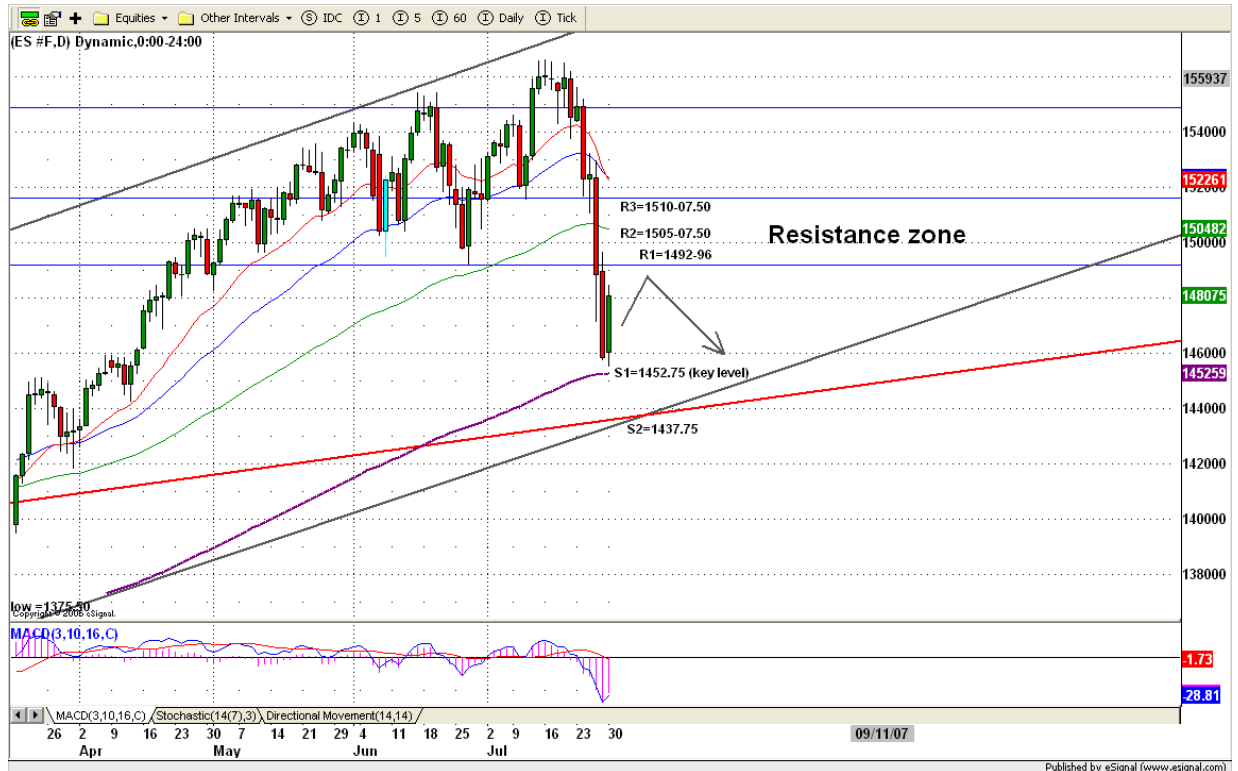 Equities Other Intervals S IDC I 1 I 5 I 60 I Daily I Tick
(ES #F,D) Dynamic,0:00-24:00
155937
154000
152261
152000
R3=1510-07.50
R2=1505-07.50
150482
Resistance zone
150000
R1=1492-96
148075
146000
S1=1452.75 (key level)
145259
144000
S2=1437.75
142000
140000
138000
low =1375.50
Copyright © 2006 eSignal.
MACD(3,10,16,C)
-1.73
-28.81
MACD(3,10,16,C) Stochastic(14(7),3) Directional Movement(14,14)
26 2 9 16 23 30 7 14 21 29 4 11 18 25 2 9 16 23 30 09/11/07
Apr May Jun Jul
Published by eSignal (www.esignal.com)